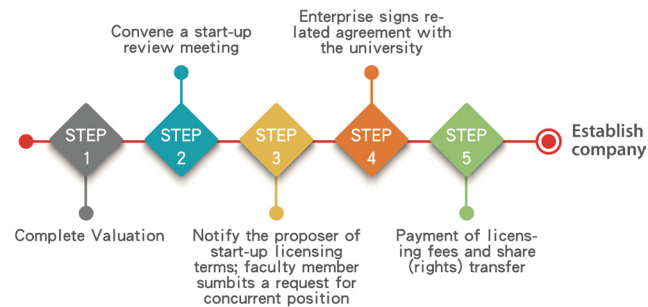 Convene a start-up
review meeting
Enterprise signs re-
lated agreement with
the university
STEP
1
STEP
2
STEP
3
STEP
4
STEP
5
Establish
company
Complete Valuation
Notify the proposer of
start-up licensing
terms; faculty member
sumbits a request for
concurrent position
Payment of licens-
ing fees and share
(rights) transfer